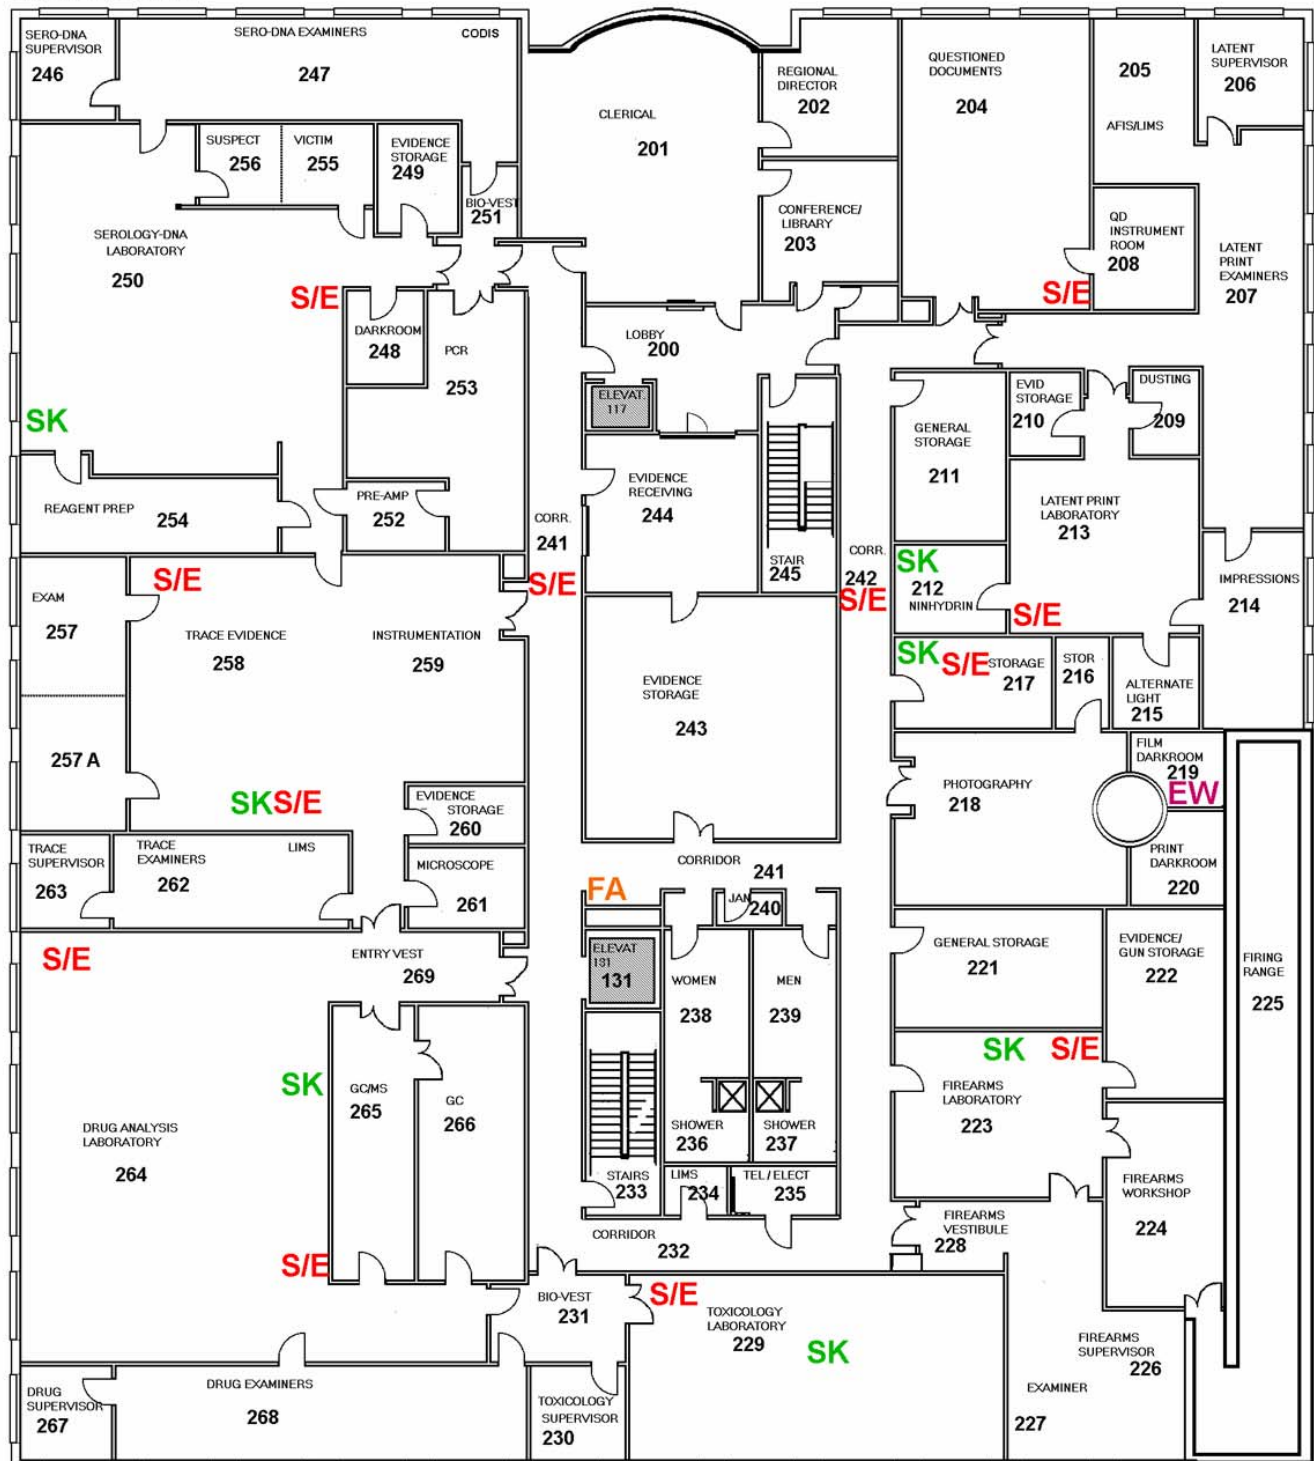 SERO-DNA
SUPERVISOR
246
SERO-DNA EXAMINERS
247
CODIS
CLERICAL
201
REGIONAL
DIRECTOR
202
QUESTIONED
DOCUMENTS
204
205
AFIS/LIMS
LATENT
SUPERVISOR
206
SUSPECT
256
VICTIM
255
EVIDENCE
STORAGE
249
BIO-VEST
251
CONFERENCE/
LIBRARY
203
QD
INSTRUMENT
ROOM
208
LATENT
PRINT
EXAMINERS
207
SEROLOGY-DNA
LABORATORY
250
S/E
S/E
DARKROOM
248
PCR
253
LOBBY
200
ELEVAT.
117
SK
EVID
STORAGE
210
DUSTING
209
GENERAL
STORAGE
211
REAGENT PREP
254
PRE-AMP
252
CORR.
241
S/E
EVIDENCE
RECEIVING
244
STAIR
245
CORR.
242
S/E
LATENT PRINT
LABORATORY
213
SK
212
NINHYDRIN
S/E
IMPRESSIONS
214
EXAM
257
S/E
TRACE EVIDENCE
258
INSTRUMENTATION
259
EVIDENCE
STORAGE
243
SK
S/E
STORAGE
217
STOR
216
ALTERNATE
LIGHT
215
257 A
SK
S/E
EVIDENCE
STORAGE
260
PHOTOGRAPHY
218
FILM
DARKROOM
219
EW
PRINT
DARKROOM
220
TRACE
SUPERVISOR
263
TRACE
EXAMINERS
262
LIMS
MICROSCOPE
261
CORRIDOR
241
FA
JAN
240
S/E
ENTRY VEST
269
ELEVAT
131
131
WOMEN
238
MEN
239
GENERAL STORAGE
221
EVIDENCE/
GUN STORAGE
222
FIRING
RANGE
225
SK
GC/MS
265
GC
266
SK
S/E
FIREARMS
LABORATORY
223
DRUG ANALYSIS
LABORATORY
264
SHOWER
236
SHOWER
237
STAIRS
233
LIMS
234
TEL / ELECT
235
FIREARMS
WORKSHOP
224
FIREARMS
VESTIBULE
228
CORRIDOR
232
S/E
BIO-VEST
231
S/E
TOXICOLOGY
LABORATORY
229
SK
FIREARMS
SUPERVISOR
226
EXAMINER
227
DRUG
SUPERVISOR
267
DRUG EXAMINERS
268
TOXICOLOGY
SUPERVISOR
230